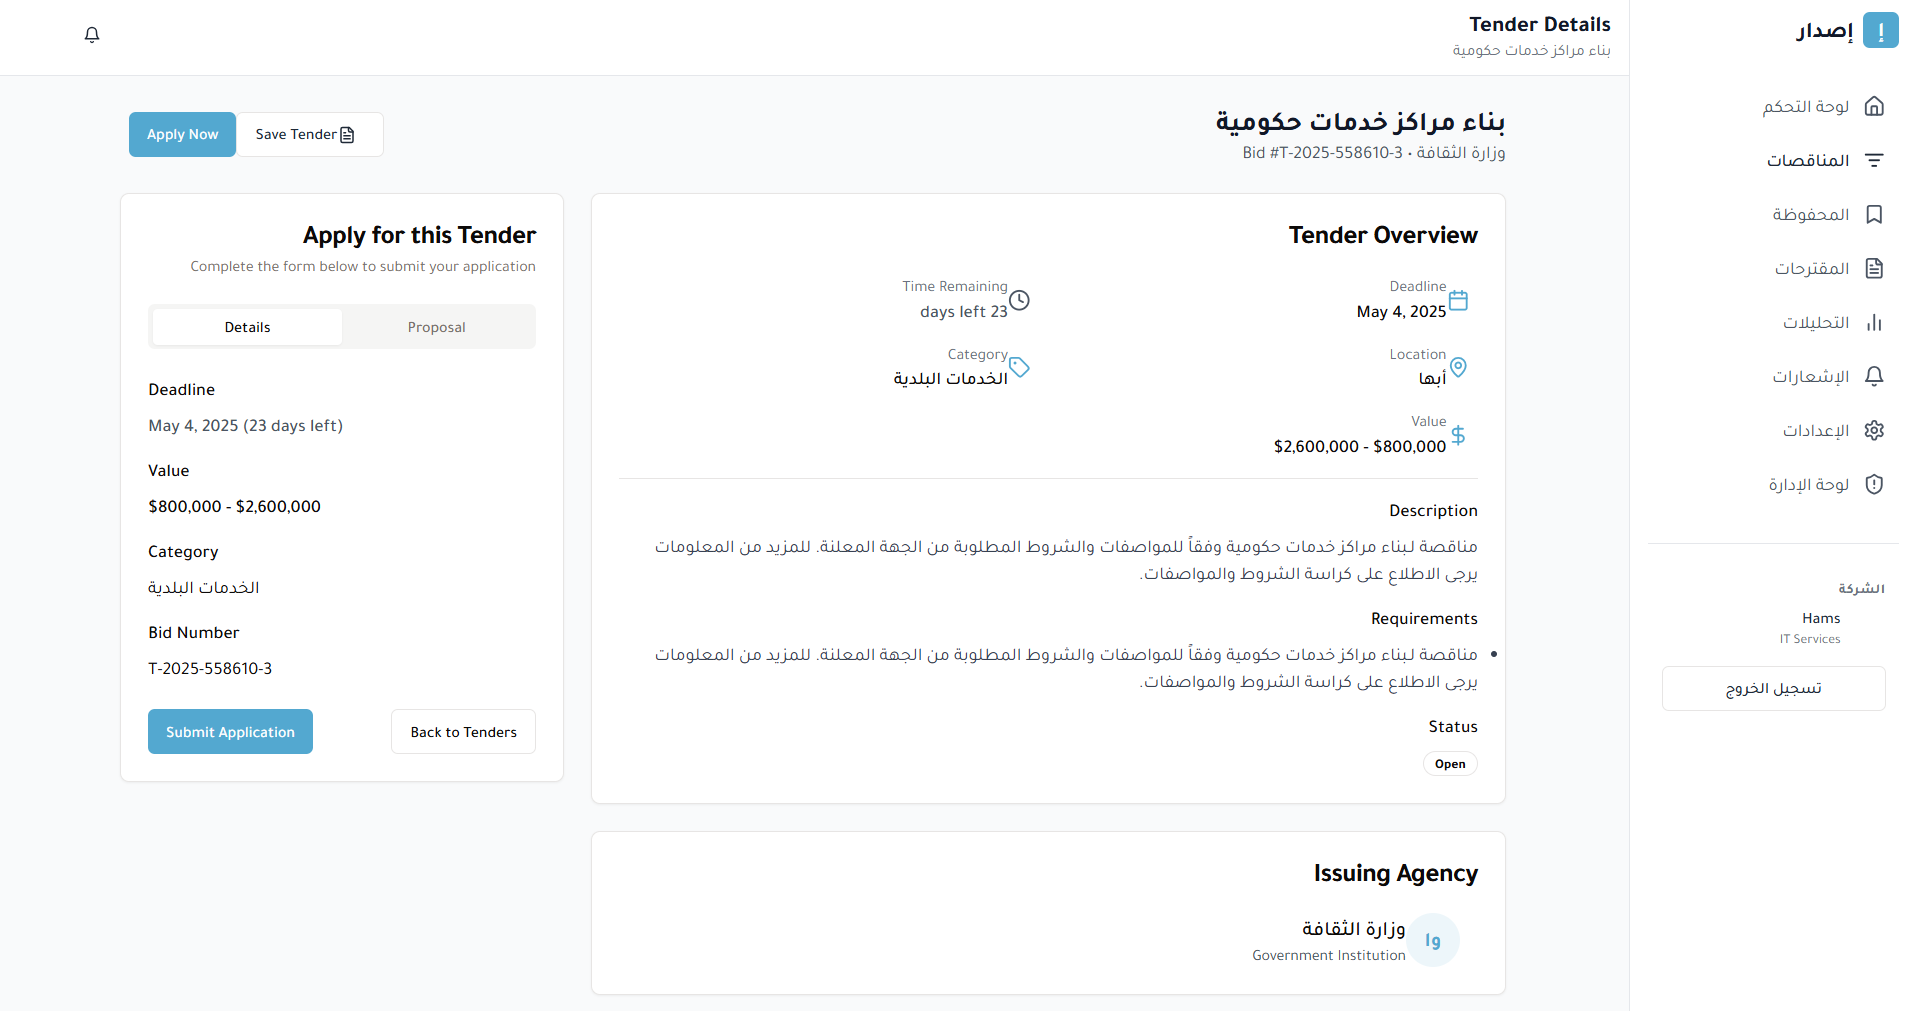 إ
إصدار
لوحة التحكم
المناقصات
المحفوظة
المقترحات
التحليلات
الإشعارات
الإعدادات
لوحة الإدارة
الشركة
Hams
IT Services
تسجيل الخروج
Tender Details
بناء مراكز خدمات حكومية
بناء مراكز خدمات حكومية
وزارة الثقافة • Bid #T-2025-558610-3
Save Tender
Apply Now
Tender Overview
Deadline
May 4, 2025
Time Remaining
days left 23
Location
أبها
Category
الخدمات البلدية
Value
$2,600,000 - $800,000
Description
مناقصة لبناء مراكز خدمات حكومية وفقاً للمواصفات والشروط المطلوبة من الجهة المعلنة. للمزيد من المعلومات
يرجى الاطلاع على كراسة الشروط والمواصفات.
Requirements
• مناقصة لبناء مراكز خدمات حكومية وفقاً للمواصفات والشروط المطلوبة من الجهة المعلنة. للمزيد من المعلومات
يرجى الاطلاع على كراسة الشروط والمواصفات.
Status
Open
Issuing Agency
وا
وزارة الثقافة
Government Institution
Apply for this Tender
Complete the form below to submit your application
Details
Proposal
Deadline
May 4, 2025 (23 days left)
Value
$800,000 - $2,600,000
Category
الخدمات البلدية
Bid Number
T-2025-558610-3
Submit Application
Back to Tenders